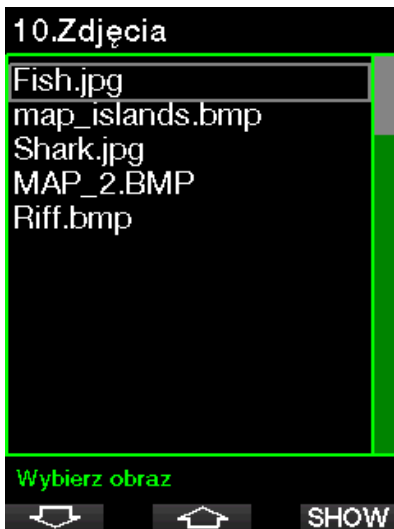 10.Zdjęcia
Fish.jpg
map_islands.bmp
Shark.jpg
MAP_2.BMP
Riff.bmp
Wybierz obraz
SHOW